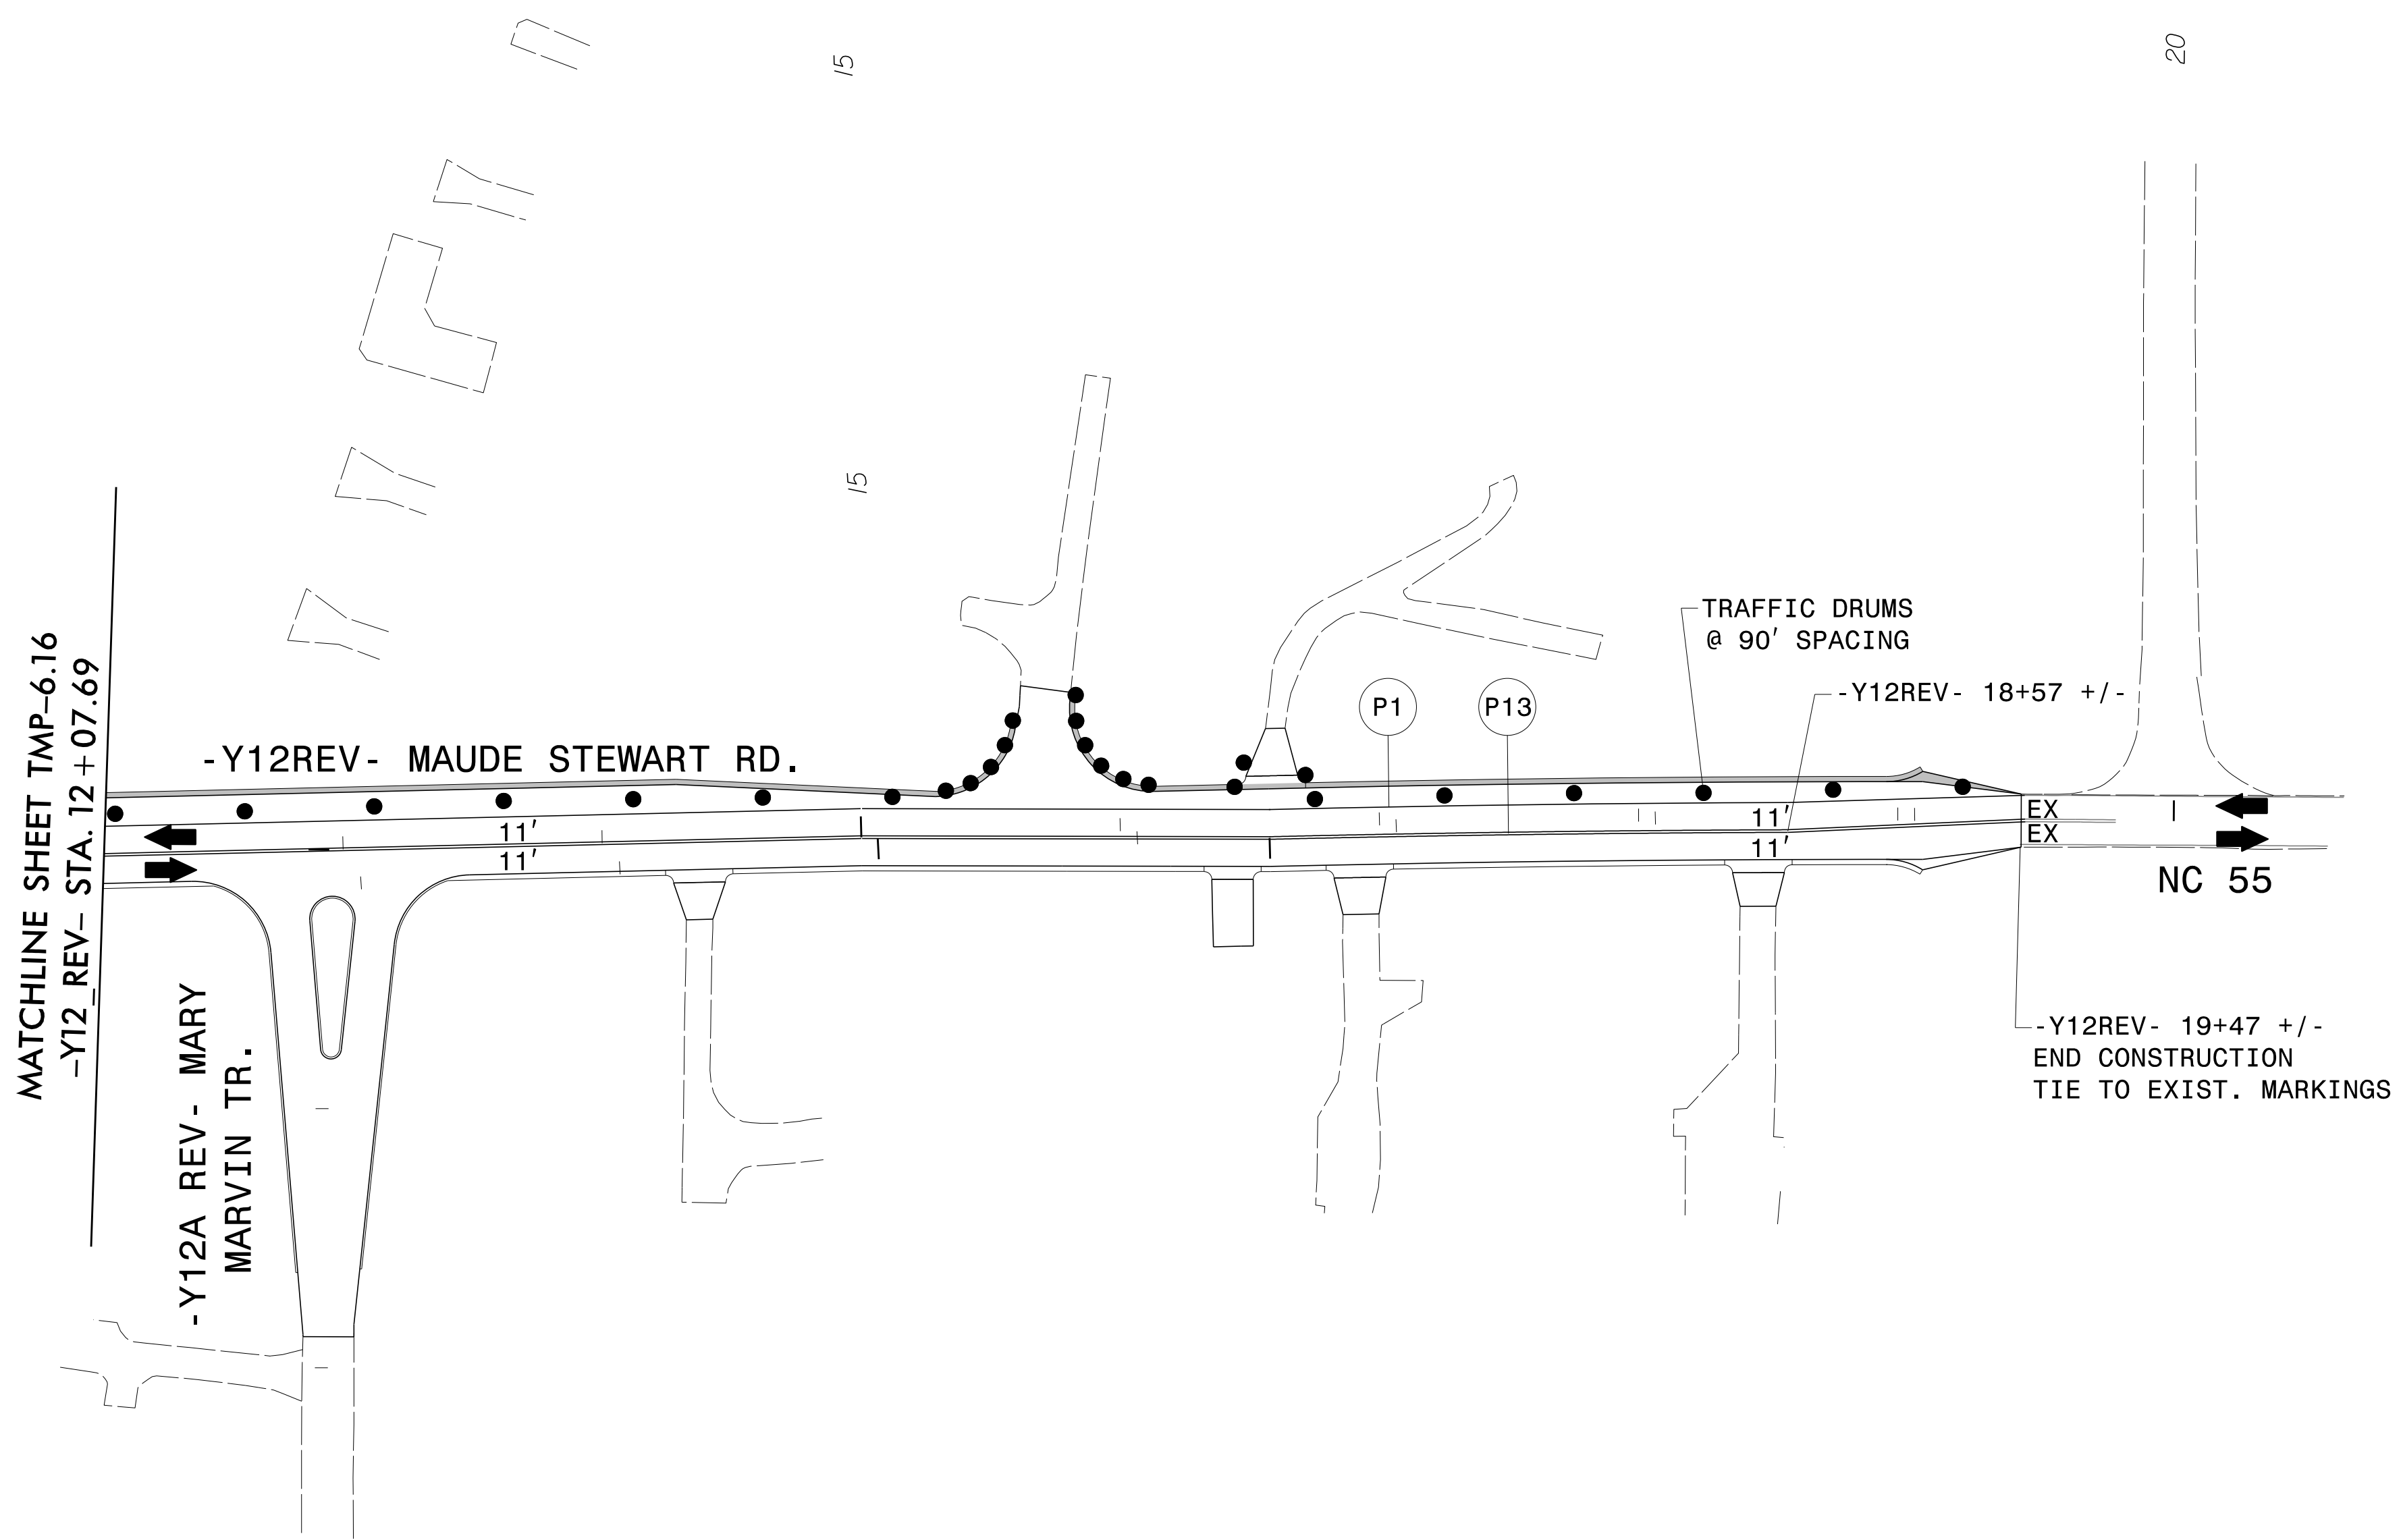 15
20
15
TRAFFIC DRUMS
@ 90' SPACING
-Y12REV- 18+57 +/-
P1
P13
MATCHLINE SHEET TMP-6.16
-Y12_REV- STA. 12+07.69
-Y12REV- MAUDE STEWART RD.
11'
11'
11'
11'
EX
EX
NC 55
-Y12A REV- MARY
MARVIN TR.
-Y12REV- 19+47 +/-
END CONSTRUCTION
TIE TO EXIST. MARKINGS